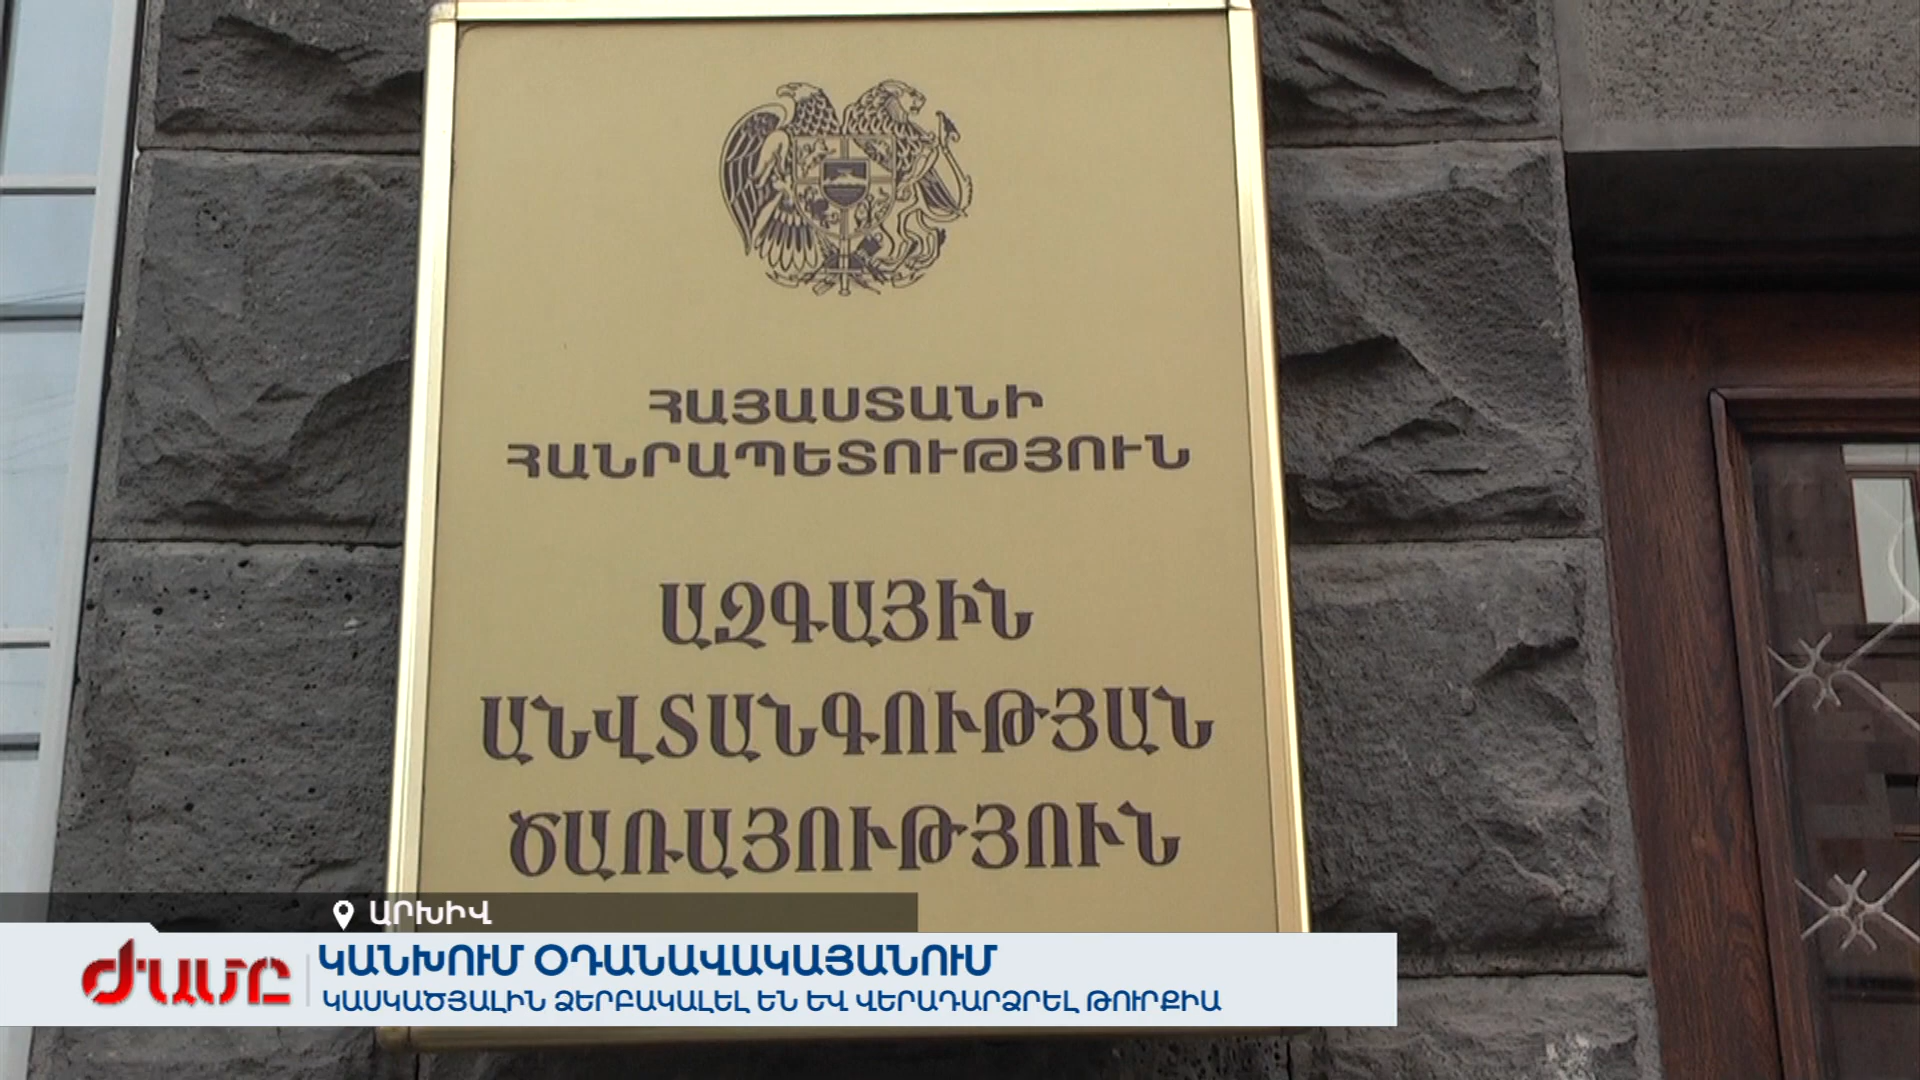 ՀԱՅԱՍՏԱՆԻ
ՀԱՆՐԱՊԵՏՈՒԹՅՈՒՆ
ԱԶԳԱՅԻՆ
ԱՆՎՏԱՆԳՈՒԹՅԱՆ
ԾԱՌԱՅՈՒԹՅՈՒՆ
ԱՐԽԻՎ
Ժամը
ԿԱՆԽՈՒՄ ՕԴԱՆԱՎԱԿԱՅԱՆՈՒՄ
ԿԱՍԿԱԾՅԱԼԻՆ ՁԵՐԲԱԿԱԼԵԼ ԵՆ ԵՎ ՎԵՐԱԴԱՐՁՐԵԼ ԹՈՒՐՔԻԱ